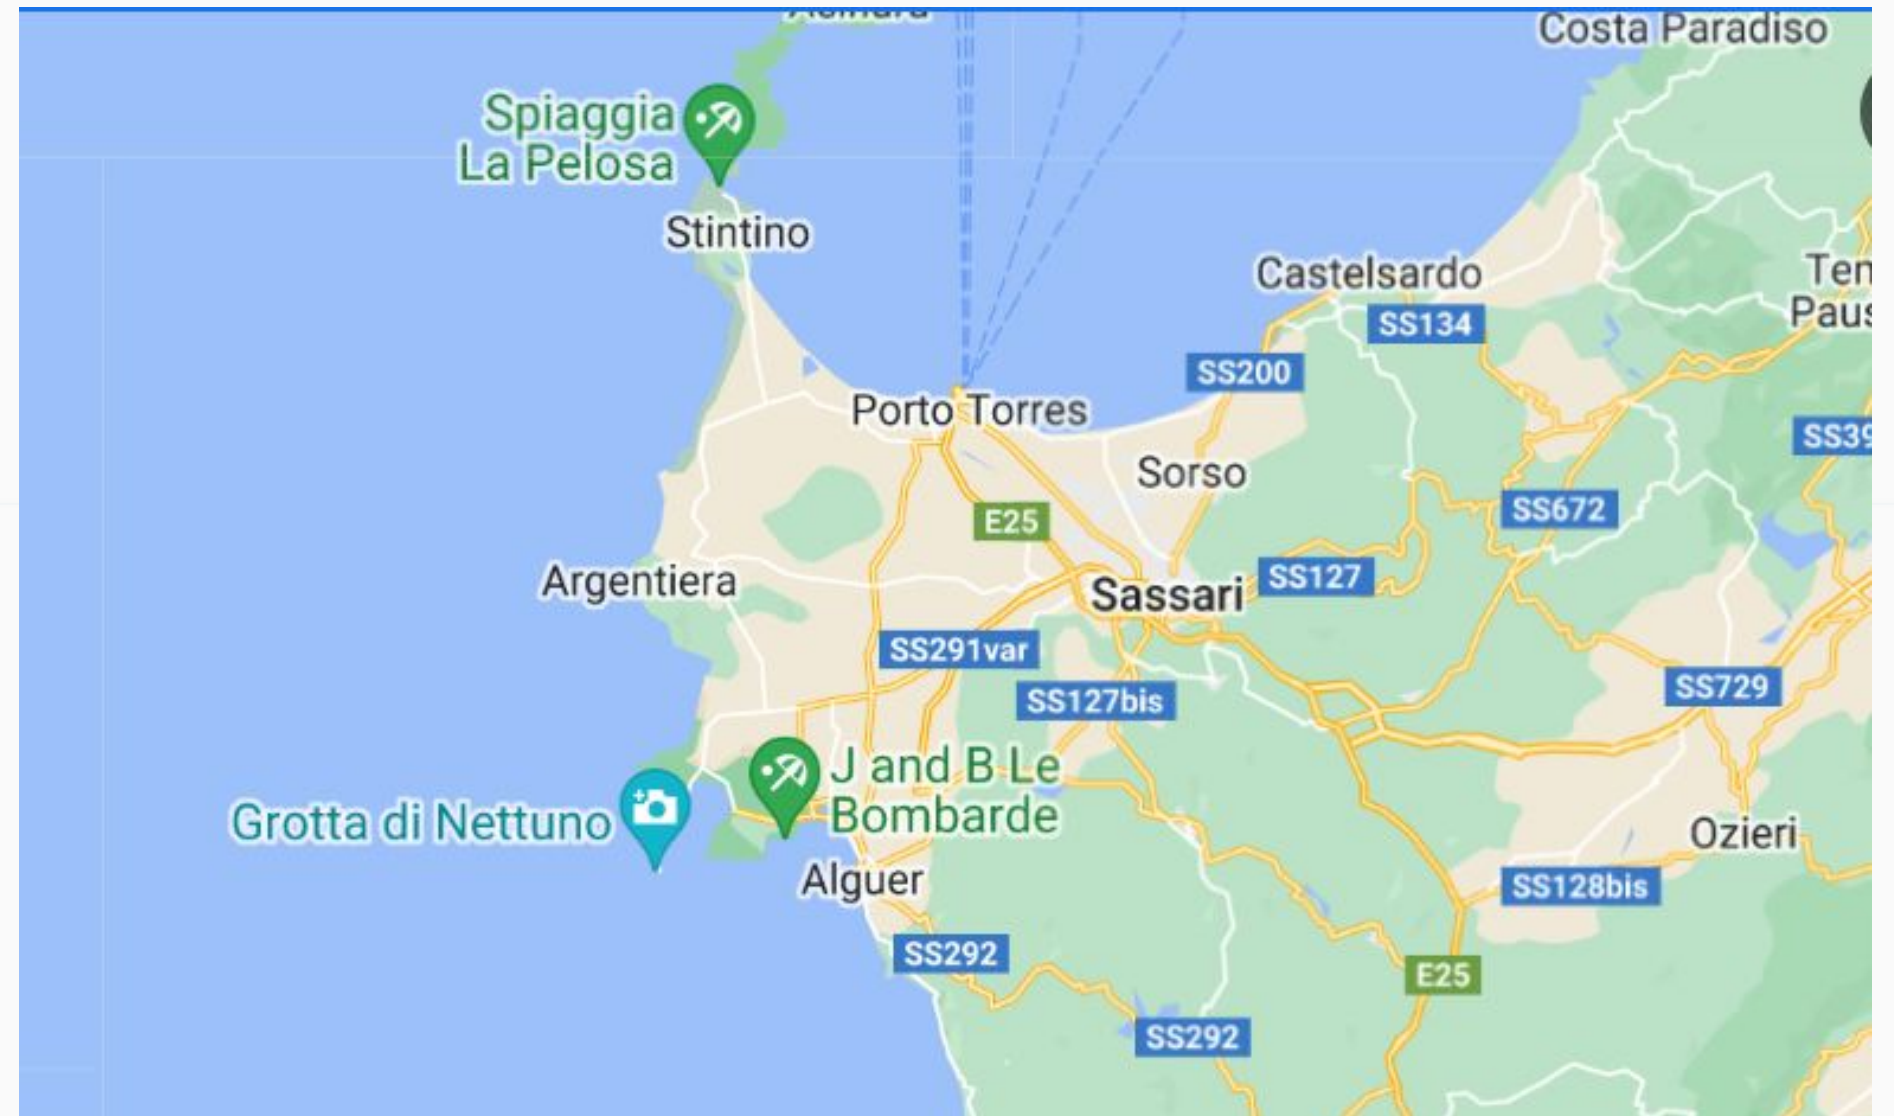 Costa Paradiso
Spiaggia
La Pelosa
Stintino
Castelsardo
SS134
SS200
Porto Torres
Sorso
E25
SS672
Argentiera
Sassari
SS127
SS291var
SS127bis
SS729
J and B Le
Bombarde
Grotta di Nettuno
Ozieri
Alguer
SS128bis
SS292
E25
SS292